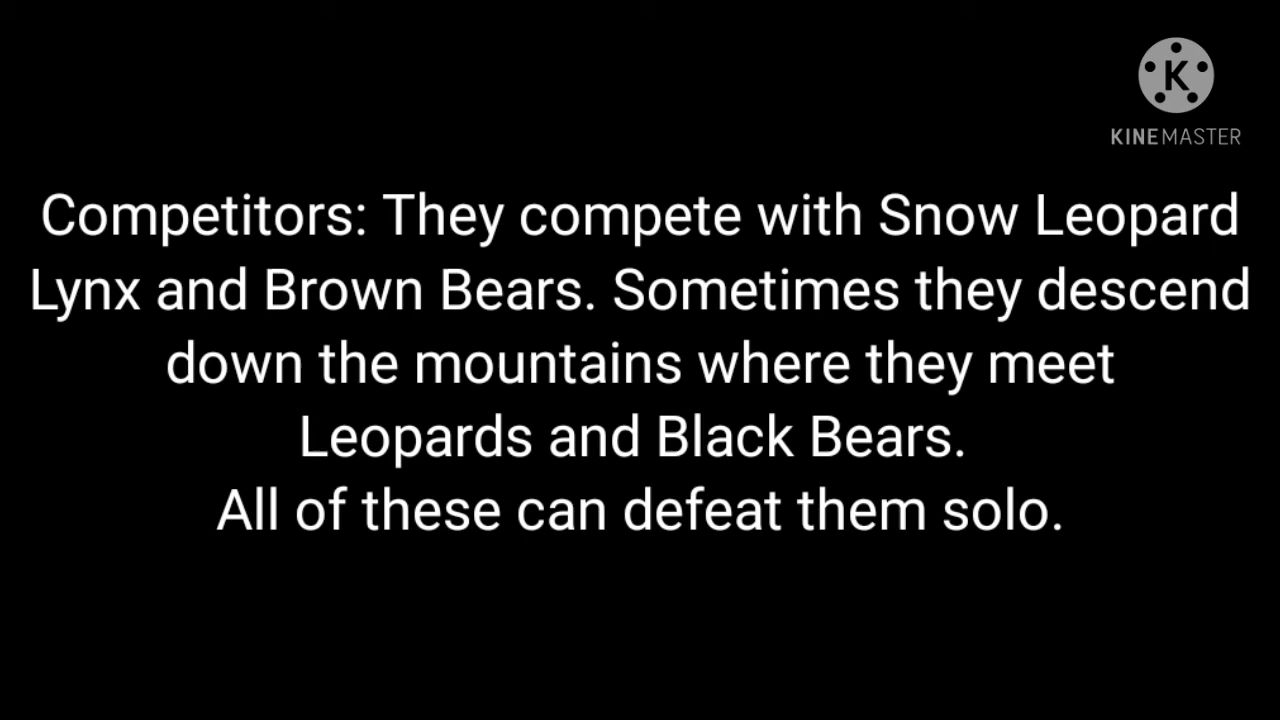 KINEMASTER
Competitors: They compete with Snow Leopard
Lynx and Brown Bears. Sometimes they descend
down the mountains where they meet
Leopards and Black Bears.
All of these can defeat them solo.